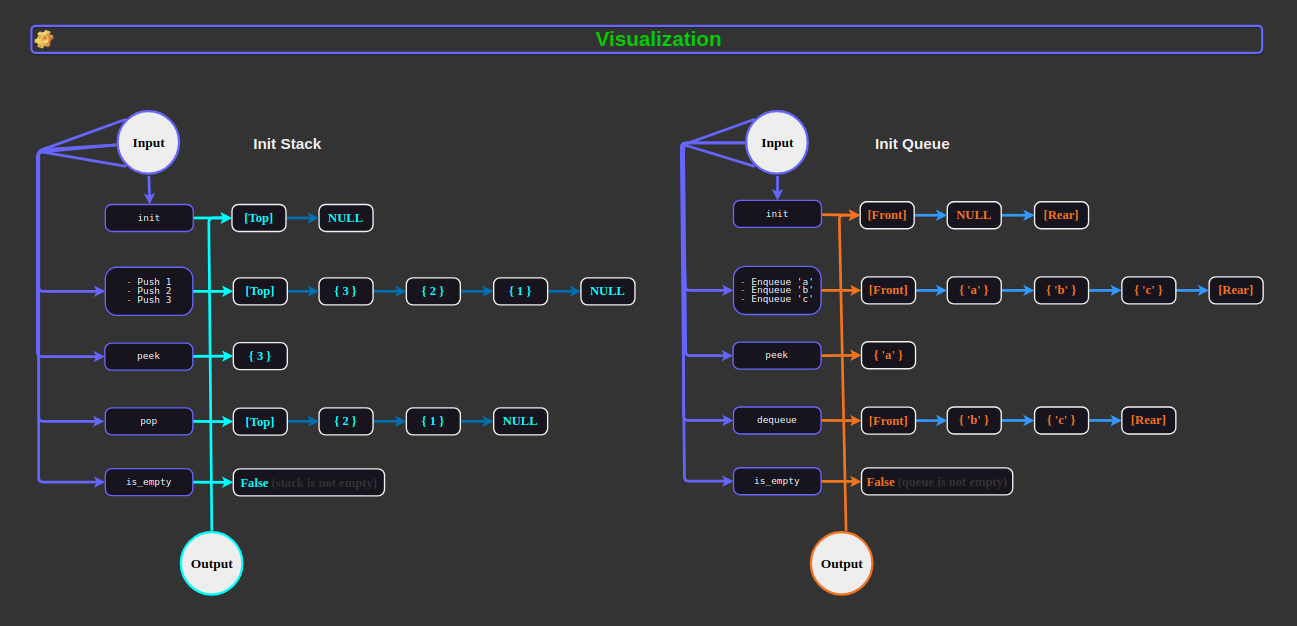 Visualization
Input
Init Stack
init
[Top]
NULL
- Push 1
- Push 2
- Push 3
[Top]
{ 3 }
{ 2 }
{ 1 }
NULL
peek
{ 3 }
pop
[Top]
{ 2 }
{ 1 }
NULL
is_empty
False (stack is not empty)
Output
Input
Init Queue
init
[Front]
NULL
[Rear]
- Enqueue 'a'
- Enqueue 'b'
- Enqueue 'c'
[Front]
{ 'a' }
{ 'b' }
{ 'c' }
[Rear]
peek
{ 'a' }
dequeue
[Front]
{ 'b' }
{ 'c' }
[Rear]
is_empty
False (queue is not empty)
Output